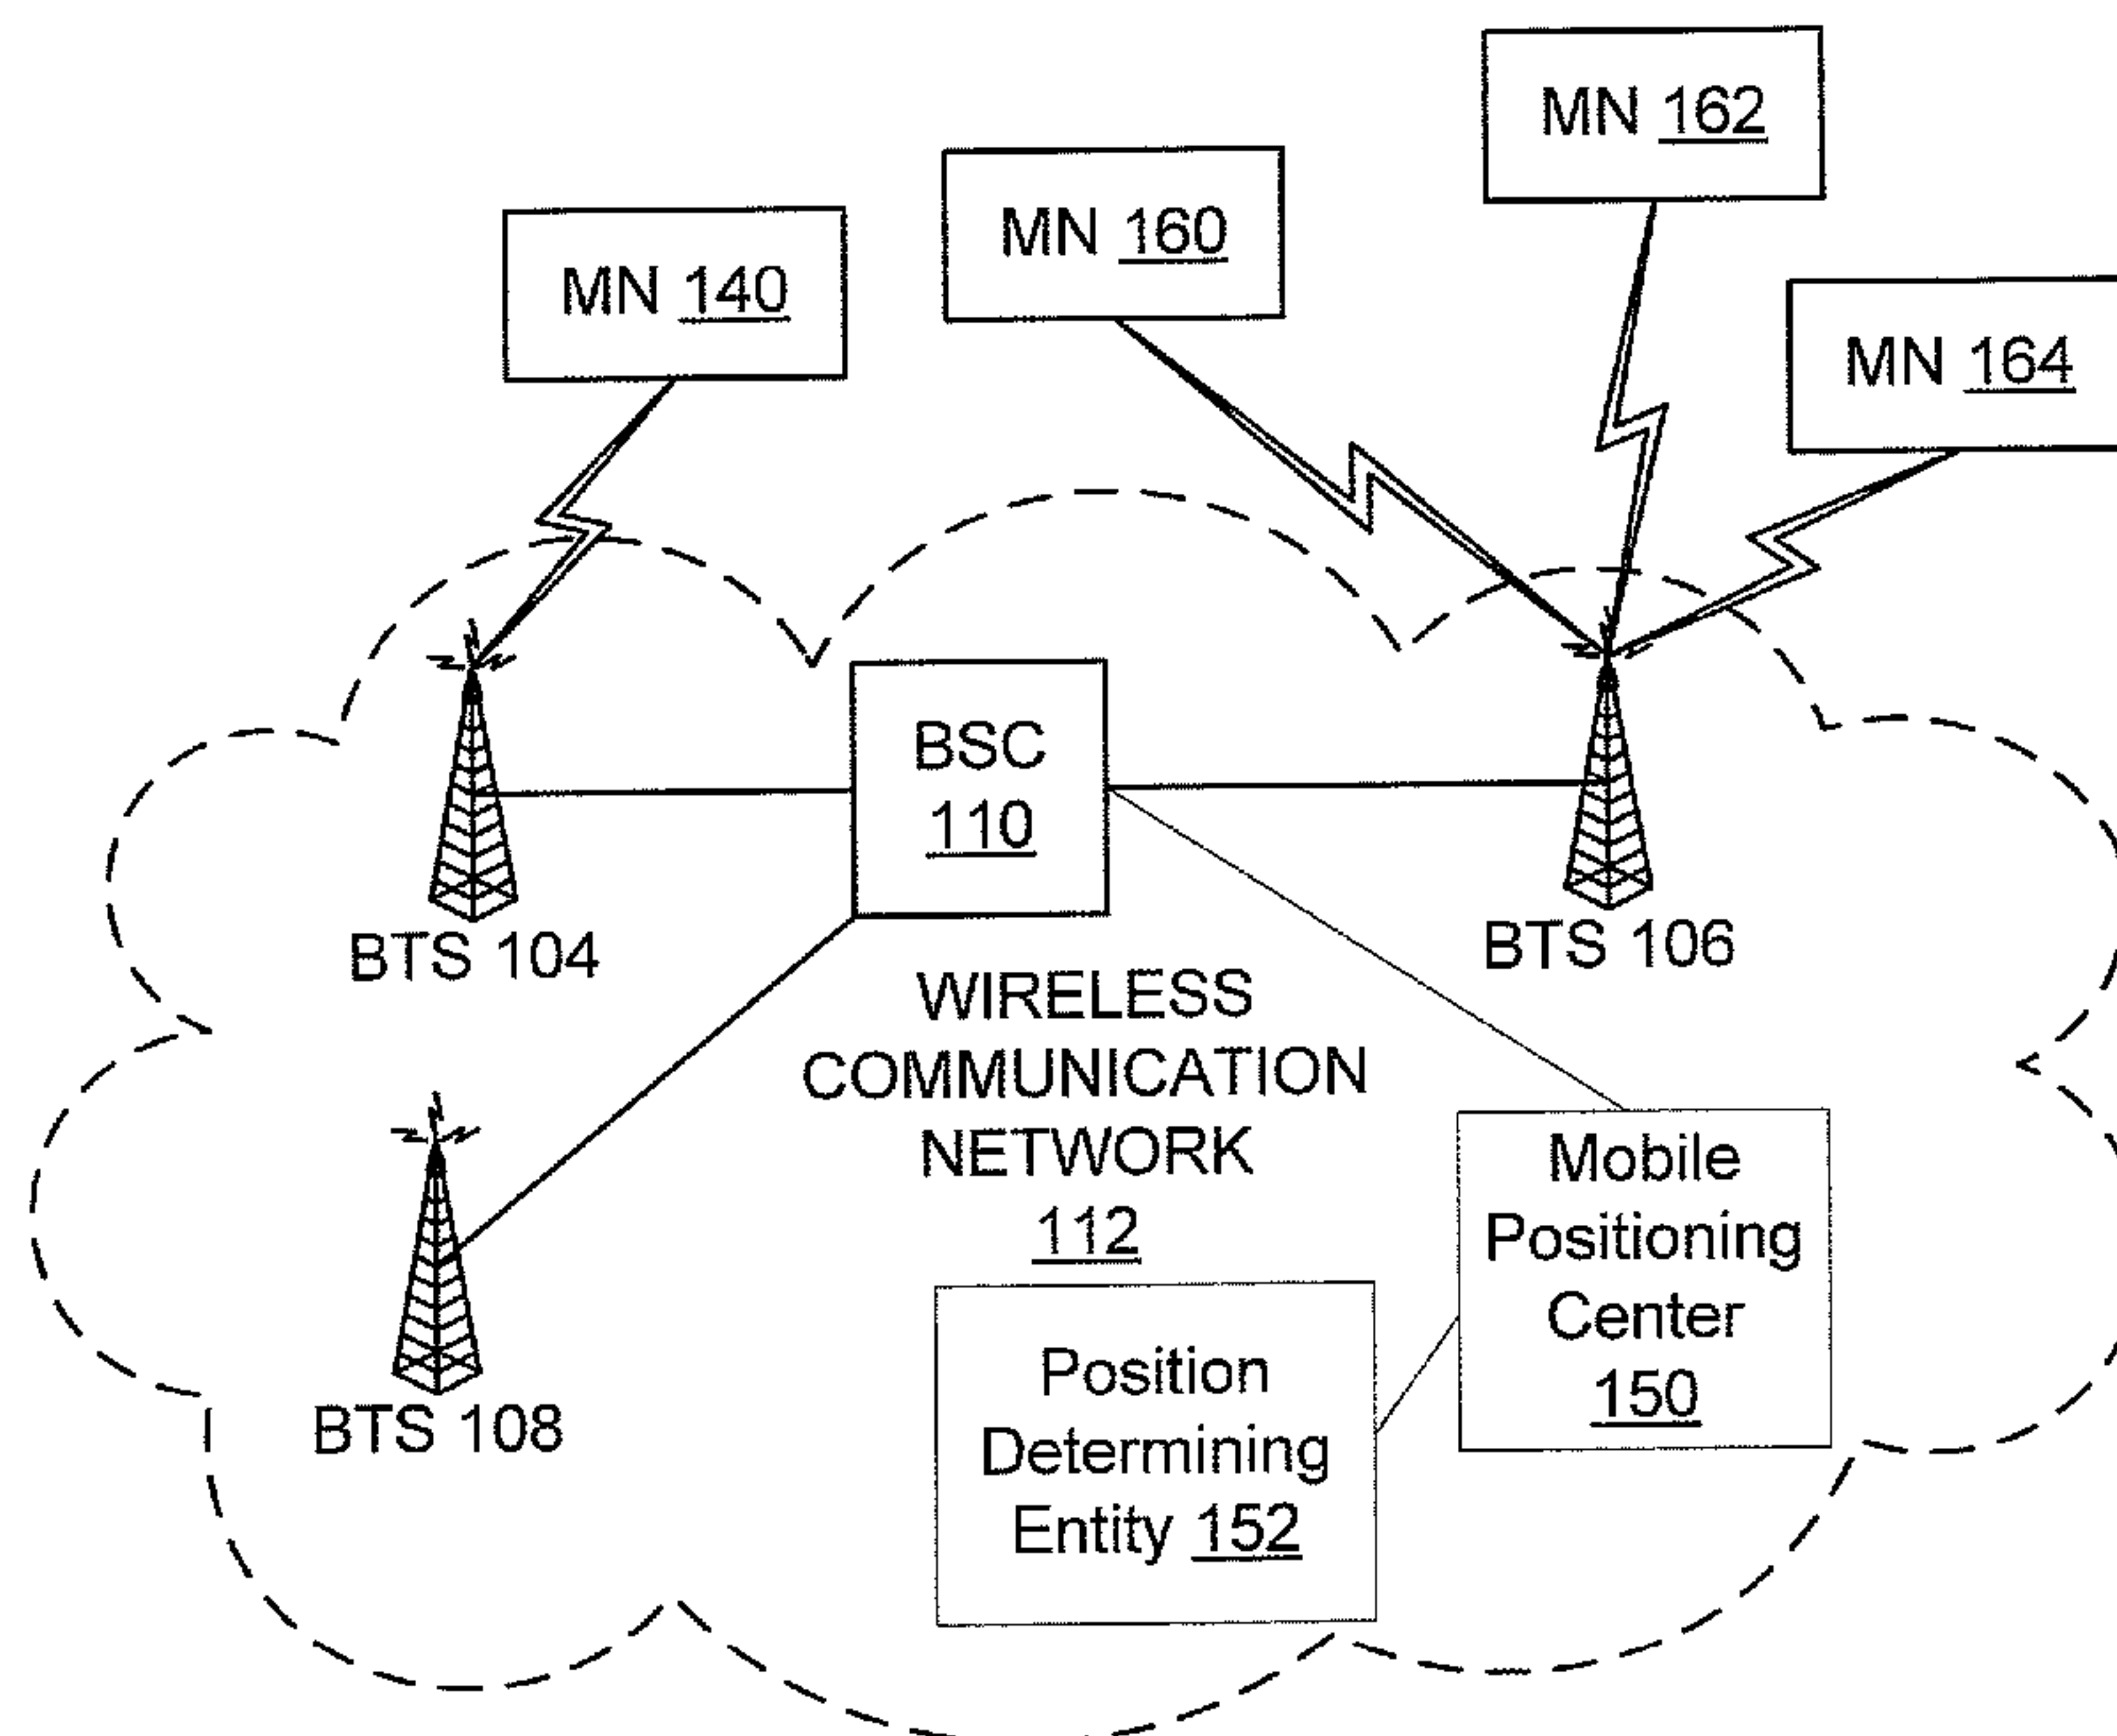 MN 162
MN 160
MN 140
MN 164
BSC
110
BTS 104
BTS 106
WIRELESS
COMMUNICATION
NETWORK
112
Mobile
Positioning
Center
150
Position
Determining
Entity 152
BTS 108